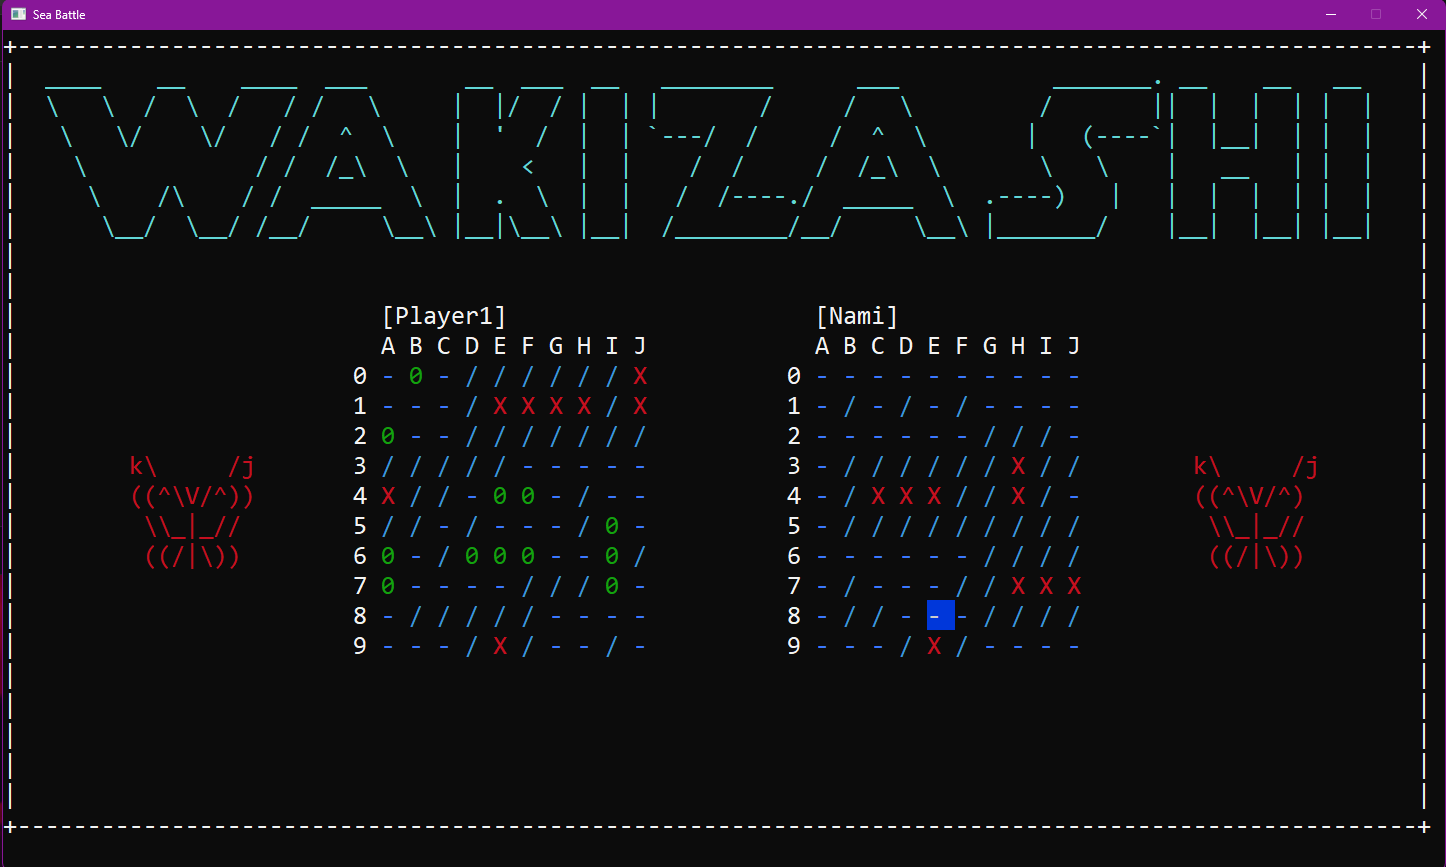 Sea Battle
WAKIZASHI
[Player1] [Nami]
A B C D E F G H I J A B C D E F G H I J
0 - 0 - / / / / / / X 0 - - - - - - - - - -
1 - - - / X X X X / X 1 - / - / - / - - - -
2 0 - - / / / / / / / 2 - - - - - - / / / -
3 / / / / / - - - - - 3 - / / / / / / X / /
4 X / / - 0 0 - / - - 4 - / X X X / / X / -
5 / / - / - - - / 0 - 5 - / / / / / / / / /
6 0 - / 0 0 0 - - 0 / 6 - - - - - - / / / /
7 0 - - - - / / / 0 - 7 - / - - - / / X X X
8 - / / / / / - - - - 8 - / / - - - / / / /
9 - - - / X / - - / - 9 - - - / X / - - - -
k\ /j k\ /j
((^\V/^)) ((^\V/^)
\\_|_// \\_|_//
((/|\)) ((/|\))